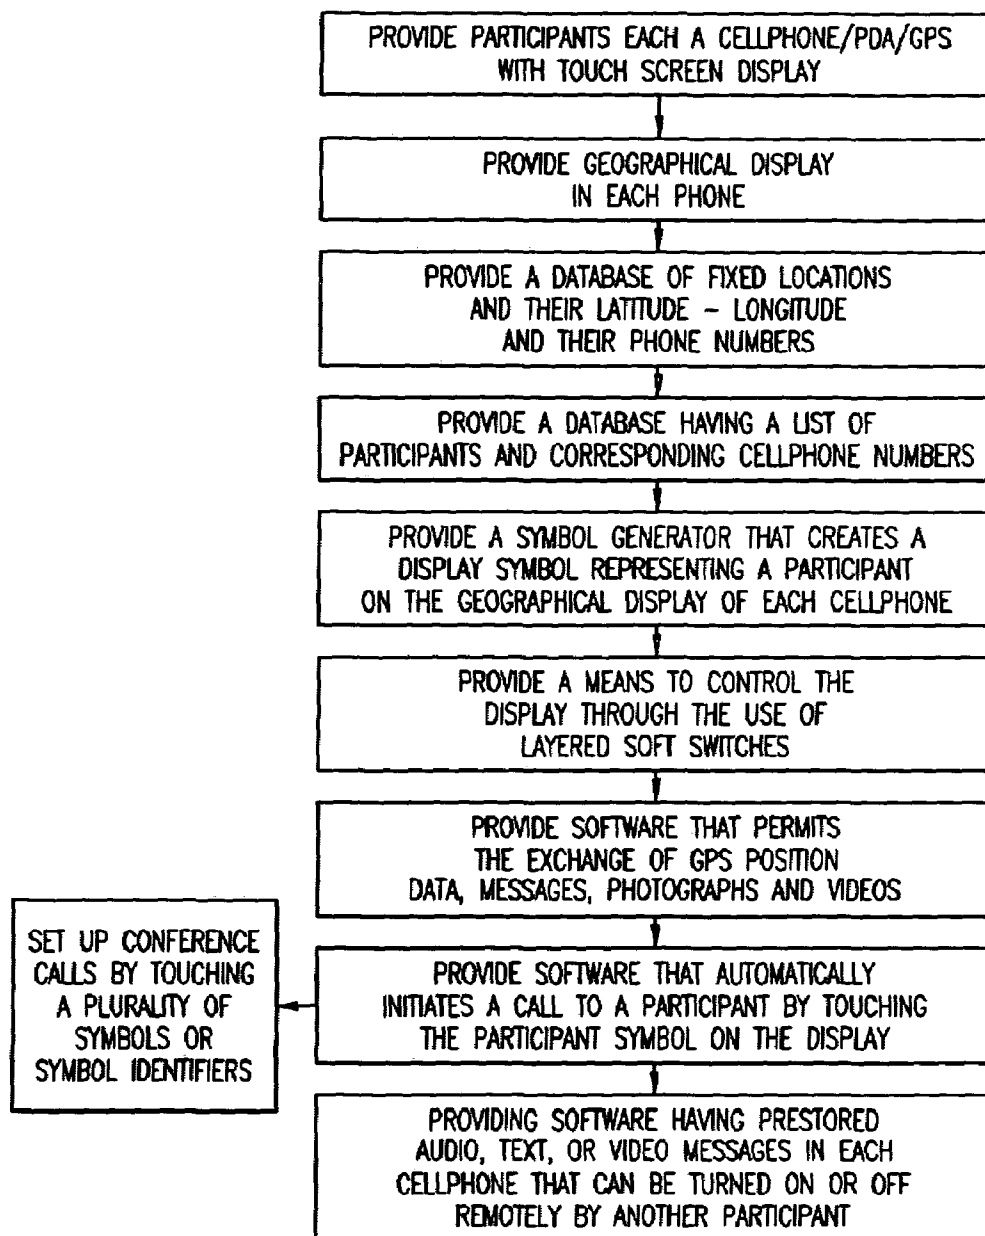 PROVIDE PARTICIPANTS EACH A CELLPHONE/PDA/GPS
WITH TOUCH SCREEN DISPLAY
PROVIDE GEOGRAPHICAL DISPLAY
IN EACH PHONE
PROVIDE A DATABASE OF FIXED LOCATIONS
AND THEIR LATITUDE – LONGITUDE
AND THEIR PHONE NUMBERS
PROVIDE A DATABASE HAVING A LIST OF
PARTICIPANTS AND CORRESPONDING CELLPHONE NUMBERS
PROVIDE A SYMBOL GENERATOR THAT CREATES A
DISPLAY SYMBOL REPRESENTING A PARTICIPANT
ON THE GEOGRAPHICAL DISPLAY OF EACH CELLPHONE
PROVIDE A MEANS TO CONTROL THE
DISPLAY THROUGH THE USE OF
LAYERED SOFT SWITCHES
PROVIDE SOFTWARE THAT PERMITS
THE EXCHANGE OF GPS POSITION
DATA, MESSAGES, PHOTOGRAPHS AND VIDEOS
PROVIDE SOFTWARE THAT AUTOMATICALLY
INITIATES A CALL TO A PARTICIPANT BY TOUCHING
THE PARTICIPANT SYMBOL ON THE DISPLAY
SET UP CONFERENCE
CALLS BY TOUCHING
A PLURALITY OF
SYMBOLS OR
SYMBOL IDENTIFIERS
PROVIDING SOFTWARE HAVING PRESTORED
AUDIO, TEXT, OR VIDEO MESSAGES IN EACH
CELLPHONE THAT CAN BE TURNED ON OR OFF
REMOTELY BY ANOTHER PARTICIPANT